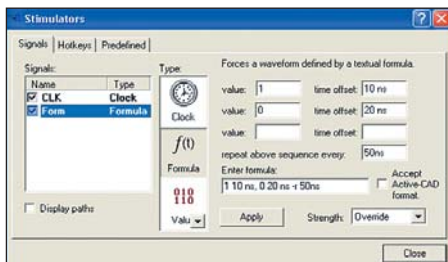 Stimulators
Signals Hotkeys Predefined
Signals:
Name Type
CLK Clock
Form Formula
Display paths
Type:
Clock
f(t)
Formula
010
110
Valu
Forces a waveform defined by a textual formula.
value: 1 time offset: 10 ns
value: 0 time offset: 20 ns
value: time offset:
repeat above sequence every: 50ns
Enter formula:
1 10 ns, 0 20 ns -r 50ns
Accept
Active-CAD
format.
Apply Strength: Override
Close